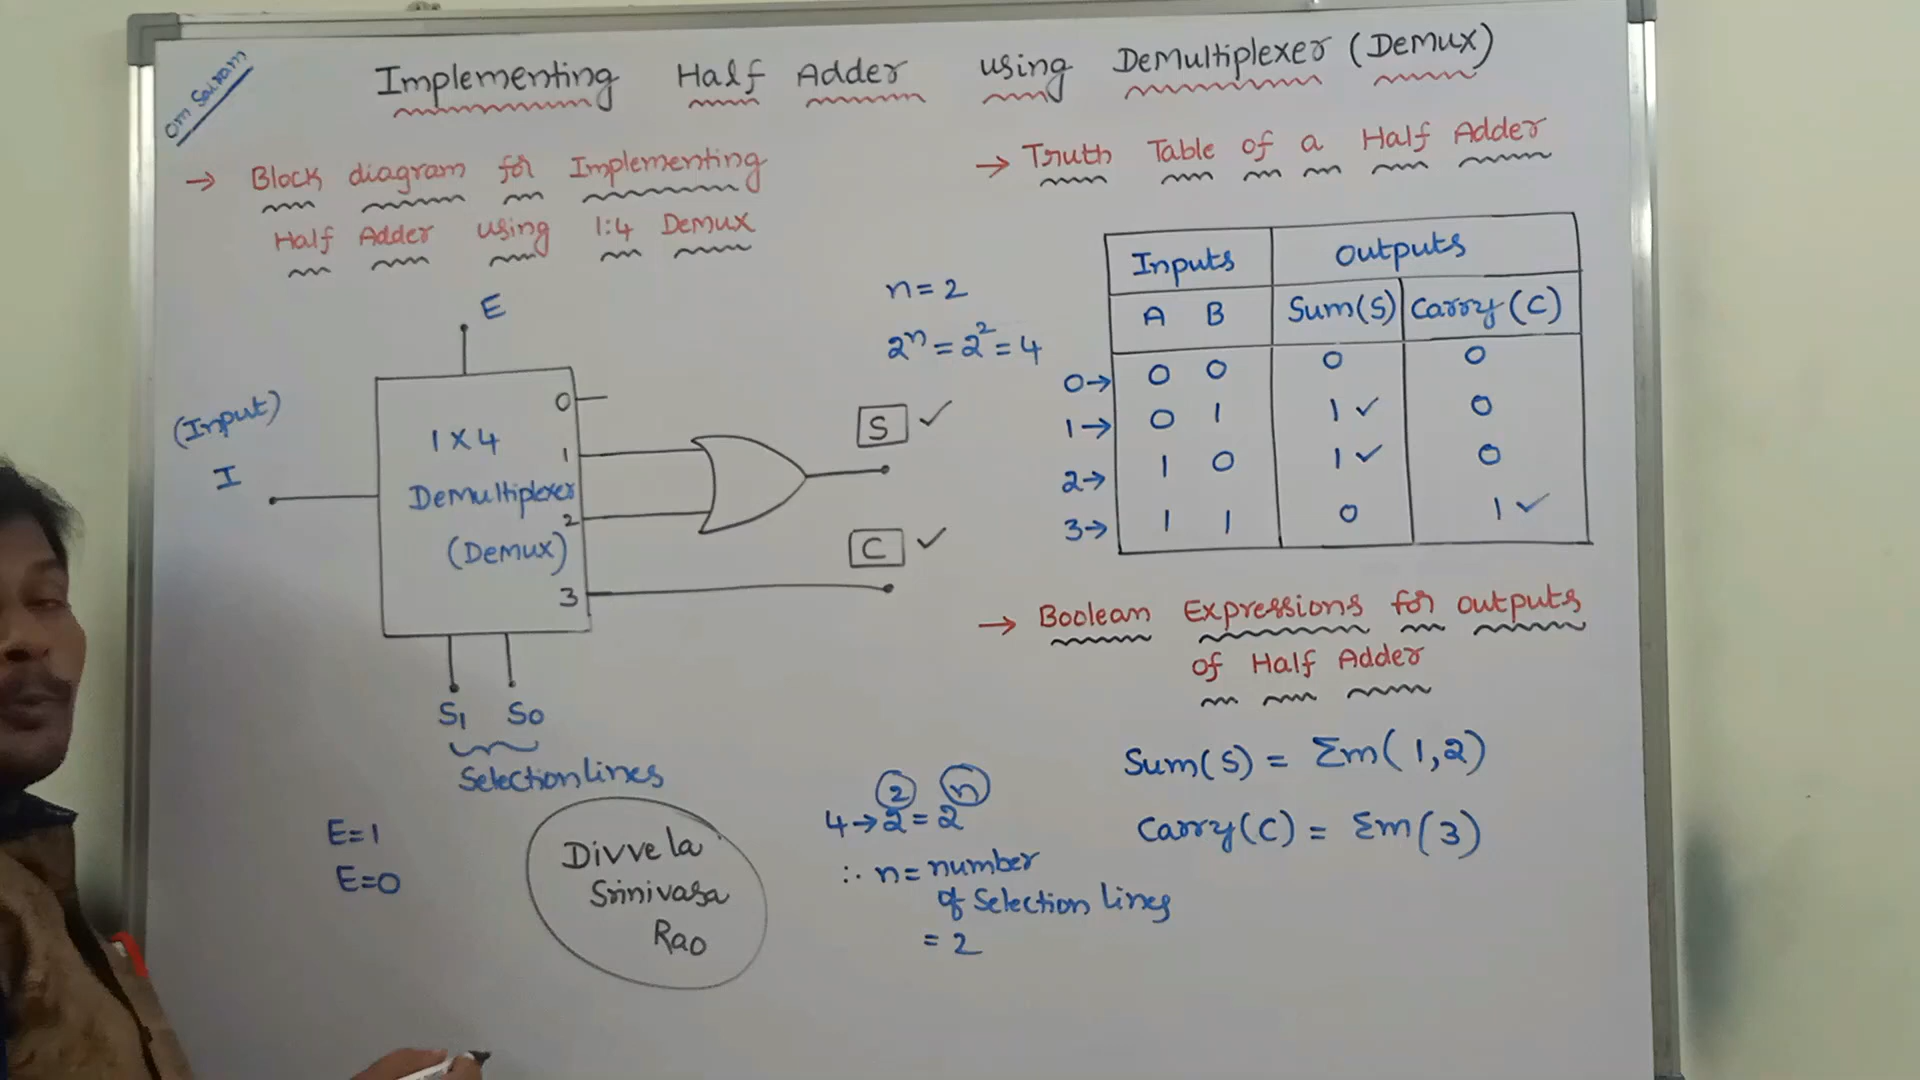 Om Sairam
Implementing Half Adder using Demultiplexer (Demux)
→ Block diagram for Implementing
Half Adder using 1:4 Demux
E
(Input)
I
1X4
Demultiplexer
(Demux)
0
1
2
3
S ✓
C ✓
S1 S0
Selection lines
E=1
E=0
Divvela
Srinivasa
Rao
n=2
2ⁿ=2²=4
4→2²=2ⁿ
∴ n=number
of Selection lines
=2
→ Truth Table of a Half Adder
Inputs Outputs
A B Sum(S) Carry(C)
0→ 0 0 0 0
1→ 0 1 1✓ 0
2→ 1 0 1✓ 0
3→ 1 1 0 1✓
→ Boolean Expressions for outputs
of Half Adder
Sum(S) = Σm(1,2)
Carry(C) = Σm(3)